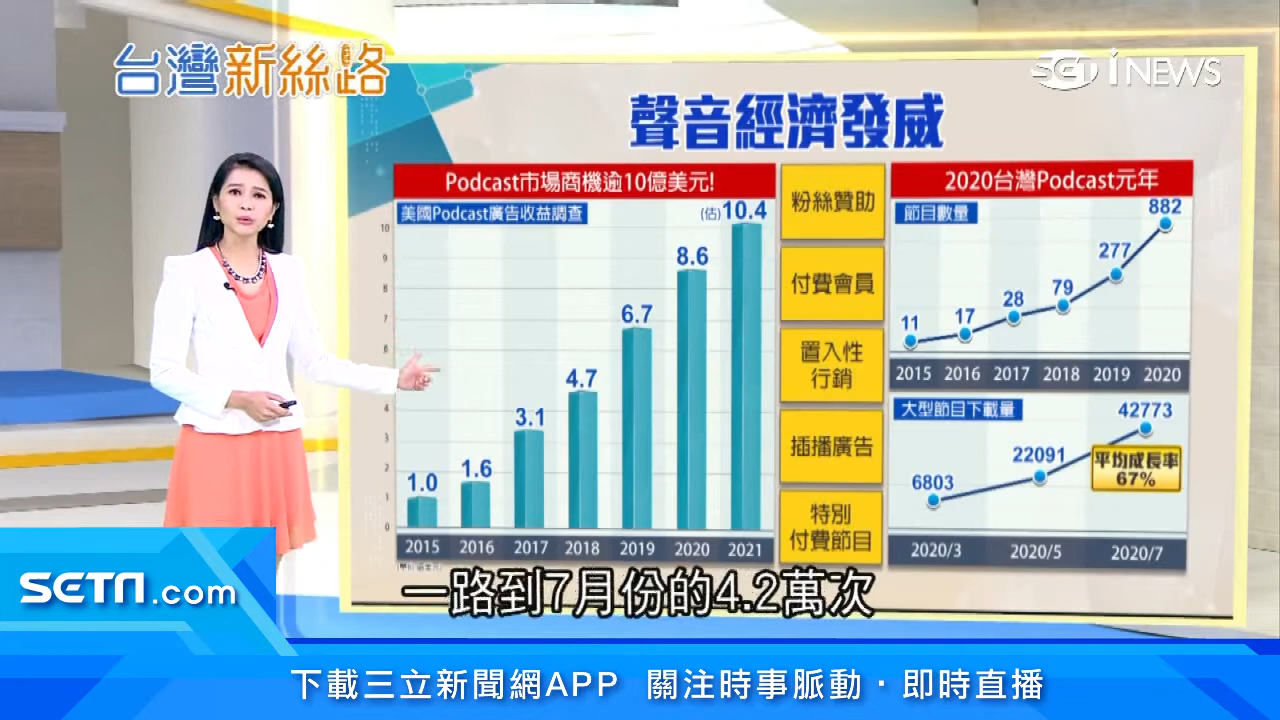 台灣新絲路
SET iNEWS
聲音經濟發威
Podcast市場商機逾10億美元!
美國Podcast廣告收益調查
(估)10.4
8.6
6.7
4.7
3.1
1.6
1.0
10
9
8
7
6
4
3
2
1
0
2015 2016 2017 2018 2019 2020 2021
粉絲贊助
付費會員
置入性
行銷
插播廣告
特別
付費節目
2020台灣Podcast元年
節目數量
11 17 28 79 277 882
2015 2016 2017 2018 2019 2020
大型節目下載量
6803 22091 42773
平均成長率
67%
2020/3 2020/5 2020/7
一路到7月份的4.2萬次
SETN.com
下載三立新聞網APP 關注時事脈動・即時直播